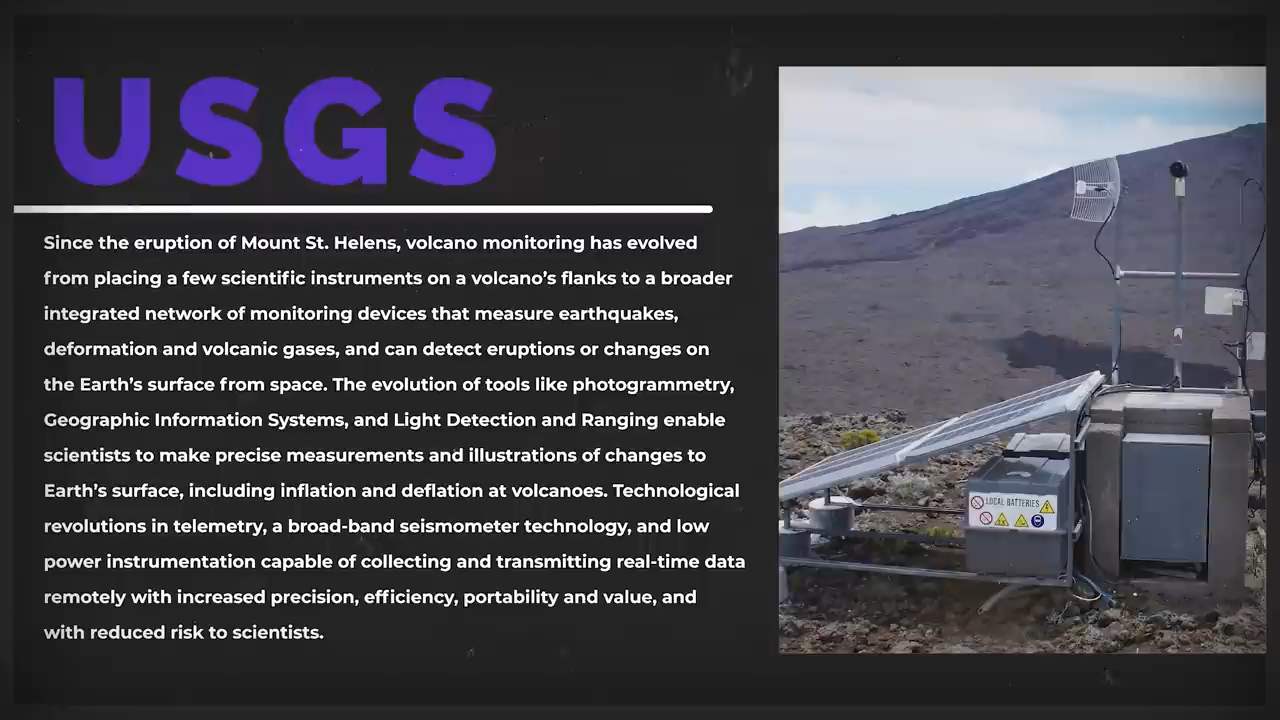 USGS
Since the eruption of Mount St. Helens, volcano monitoring has evolved
from placing a few scientific instruments on a volcano’s flanks to a broader
integrated network of monitoring devices that measure earthquakes,
deformation and volcanic gases, and can detect eruptions or changes on
the Earth’s surface from space. The evolution of tools like photogrammetry,
Geographic Information Systems, and Light Detection and Ranging enable
scientists to make precise measurements and illustrations of changes to
Earth’s surface, including inflation and deflation at volcanoes. Technological
revolutions in telemetry, a broad-band seismometer technology, and low
power instrumentation capable of collecting and transmitting real-time data
remotely with increased precision, efficiency, portability and value, and
with reduced risk to scientists.
LOCAL BATTERIES